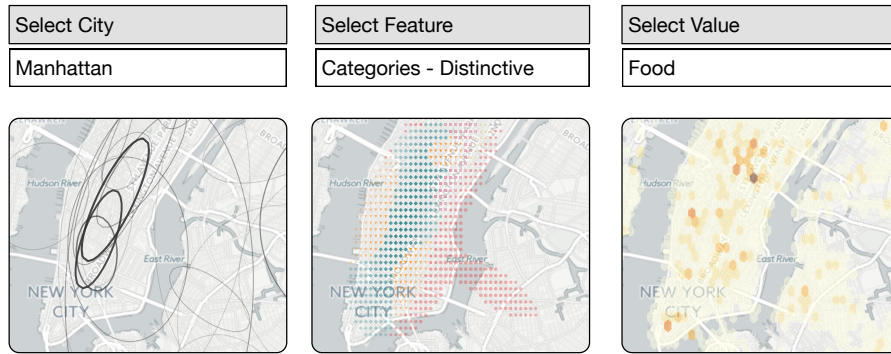 Select City
Select Feature
Select Value
Manhattan
Categories - Distinctive
Food
Hudson River
East River
NEW YORK
CITY
Hudson River
East River
NEW YORK
CITY
Hudson River
East River
NEW YORK
CITY